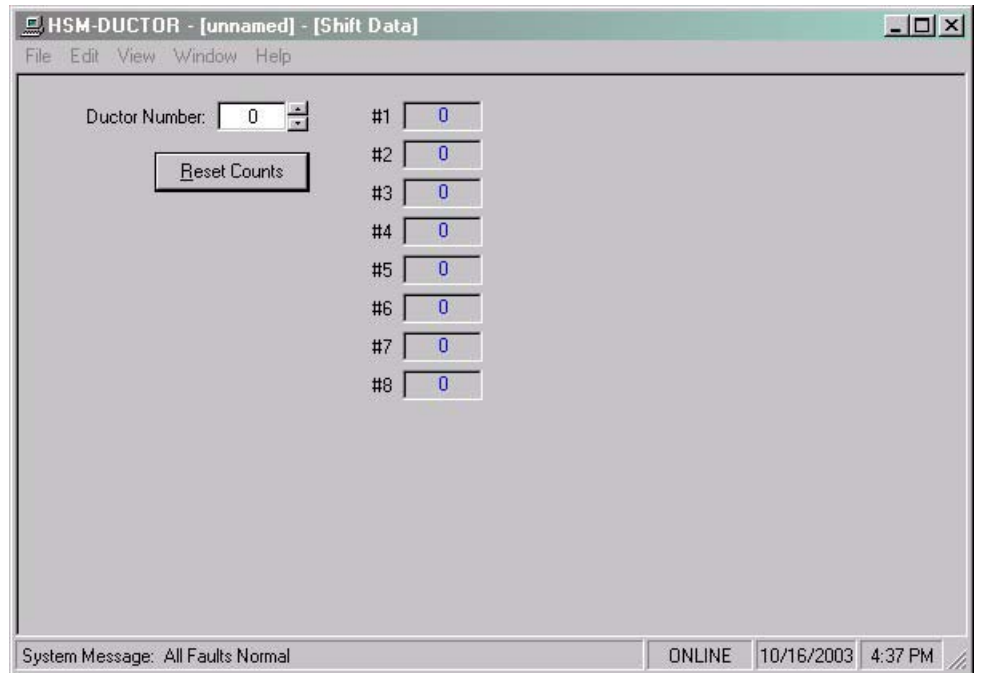 HSM-DUCTOR - [unnamed] - [Shift Data]
File Edit View Window Help
Ductor Number: 0
Reset Counts
#1 0
#2 0
#3 0
#4 0
#5 0
#6 0
#7 0
#8 0
System Message: All Faults Normal ONLINE 10/16/2003 4:37 PM